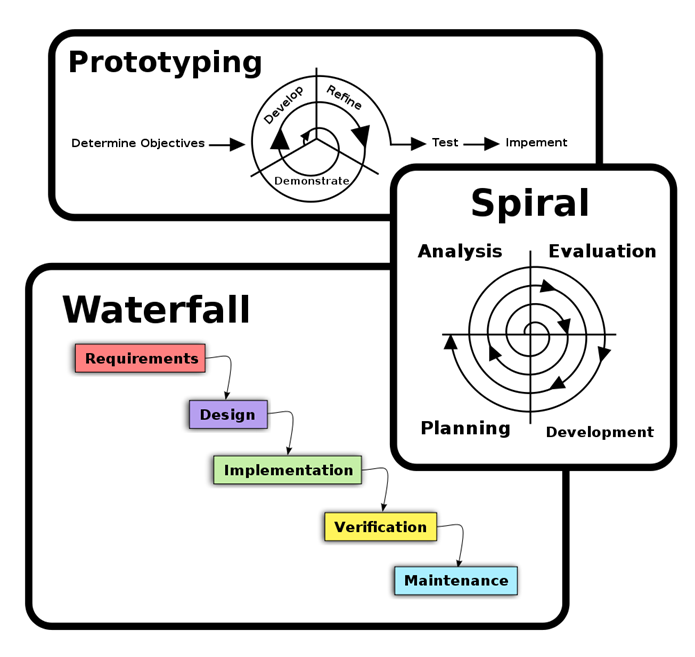 Prototyping
Determine Objectives
Develop
Refine
Demonstrate
Test
Impement
Spiral
Analysis
Evaluation
Planning
Development
Waterfall
Requirements
Design
Implementation
Verification
Maintenance